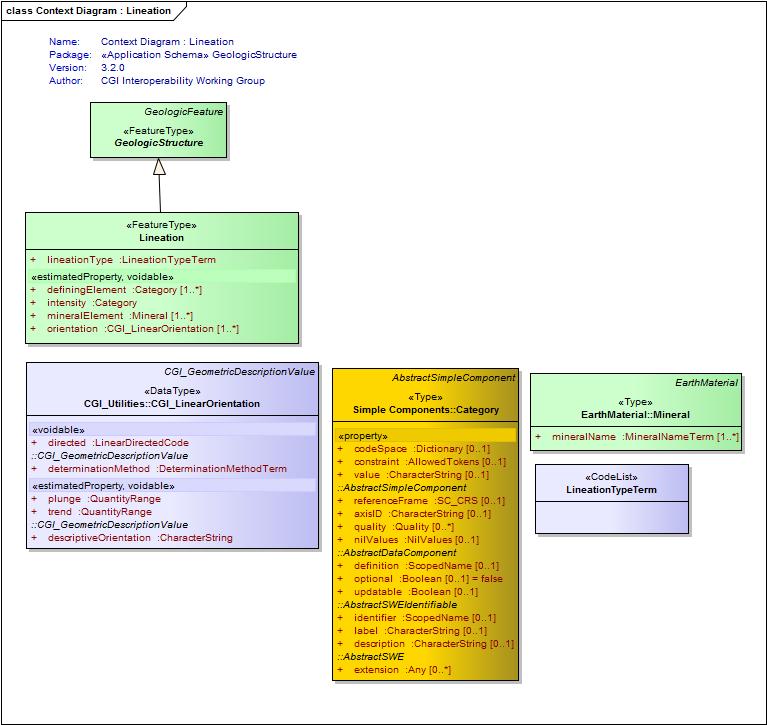 class Context Diagram : Lineation
Name: Context Diagram : Lineation
Package: «Application Schema» GeologicStructure
Version: 3.2.0
Author: CGI Interoperability Working Group
GeologicFeature
«FeatureType»
GeologicStructure
«FeatureType»
Lineation
+ lineationType :LineationTypeTerm
«estimatedProperty, voidable»
+ definingElement :Category [1..*]
+ intensity :Category
+ mineralElement :Mineral [1..*]
+ orientation :CGI_LinearOrientation [1..*]
CGI_GeometricDescriptionValue
«DataType»
CGI_Utilities::CGI_LinearOrientation
«voidable»
+ directed :LinearDirectedCode
::CGI_GeometricDescriptionValue
+ determinationMethod :DeterminationMethodTerm
«estimatedProperty, voidable»
+ plunge :QuantityRange
+ trend :QuantityRange
::CGI_GeometricDescriptionValue
+ descriptiveOrientation :CharacterString
AbstractSimpleComponent
«Type»
Simple Components::Category
«property»
+ codeSpace :Dictionary [0..1]
+ constraint :AllowedTokens [0..1]
+ value :CharacterString [0..1]
::AbstractSimpleComponent
+ referenceFrame :SC_CRS [0..1]
+ axisID :CharacterString [0..1]
+ quality :Quality [0..*]
+ nilValues :NilValues [0..1]
::AbstractDataComponent
+ definition :ScopedName [0..1]
+ optional :Boolean [0..1] = false
+ updatable :Boolean [0..1]
::AbstractSWEIdentifiable
+ identifier :ScopedName [0..1]
+ label :CharacterString [0..1]
+ description :CharacterString [0..1]
::AbstractSWE
+ extension :Any [0..*]
EarthMaterial
«Type»
EarthMaterial::Mineral
+ mineralName :MineralNameTerm [1..*]
«CodeList»
LineationTypeTerm